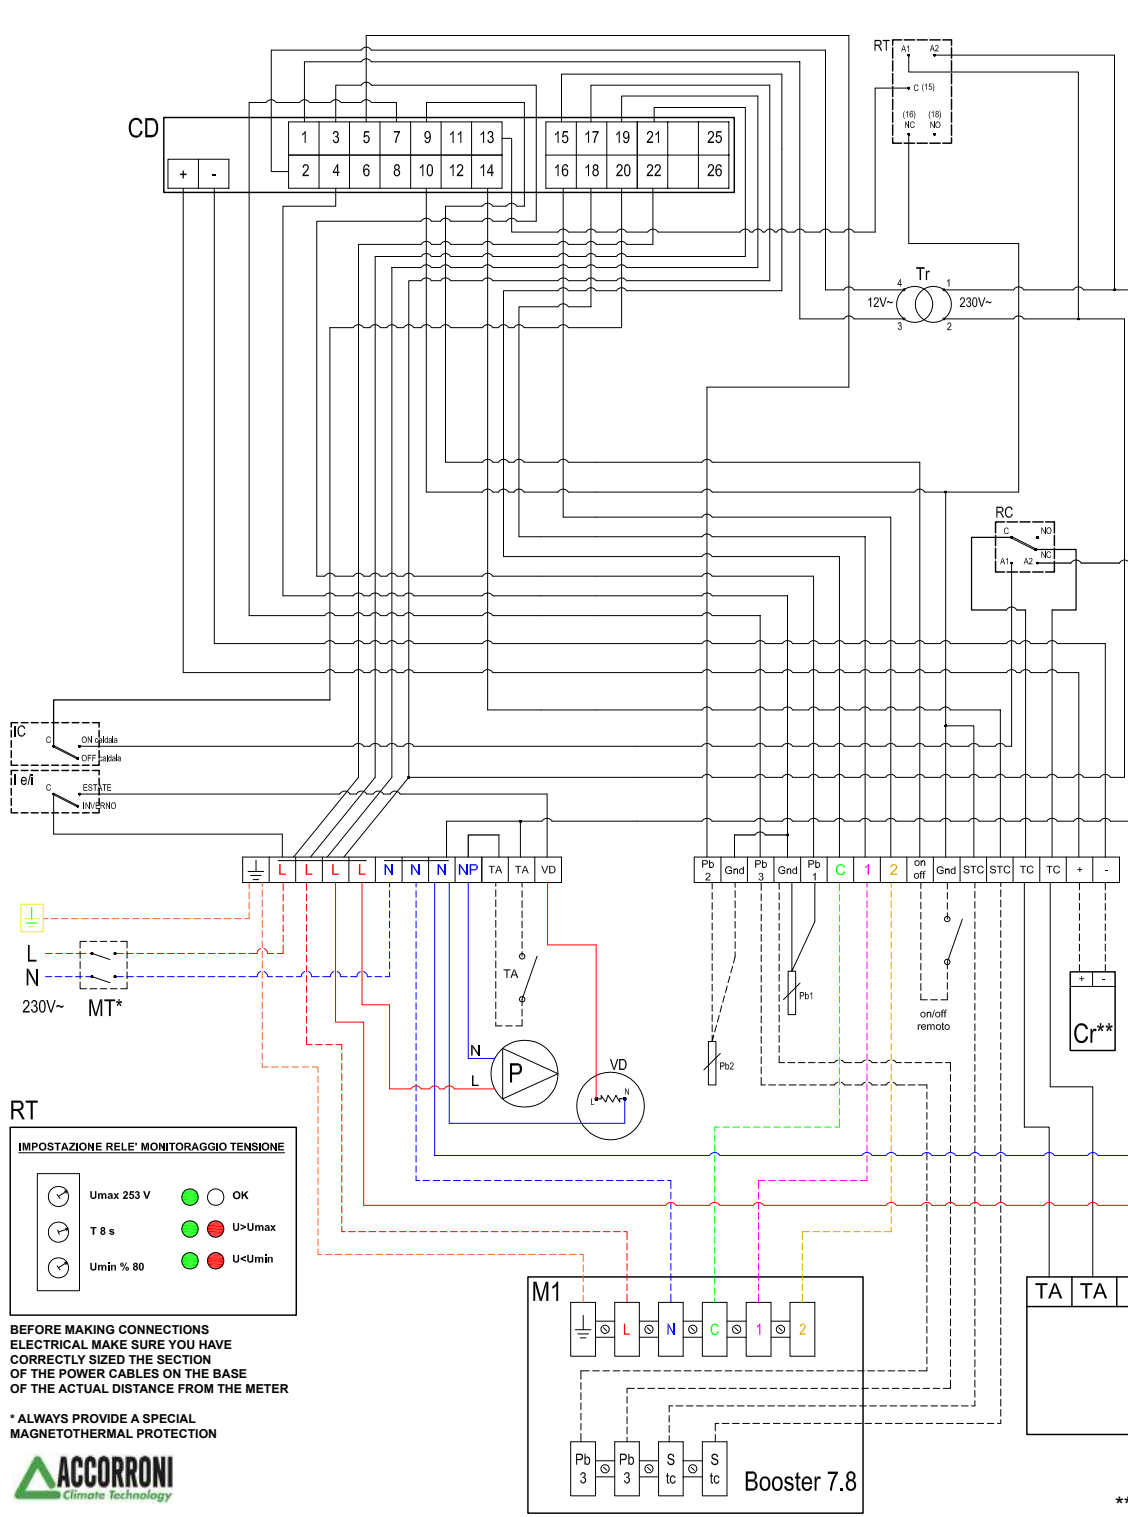 RT
A1 A2
C (15)
(16) (18)
NC NO
CD
1 3 5 7 9 11 13
15 17 19 21 25
+ -
2 4 6 8 10 12 14
16 18 20 22 26
Tr
4 1
12V~ 230V~
3 2
RC
C NO
NC
A1 A2
IC
C ON caldaia
OFF caldaia
I e/i
C ESTATE
INVERNO
L L L L N N N NP TA TA VD
Pb 2 Gnd Pb 3 Gnd Pb 1 C 1 2 on off Gnd STC STC TC TC + -
L
N
230V~ MT*
TA
Pb1
on/off
remoto
+ -
Cr**
N
L
P
Pb2
VD
L N
RT
IMPOSTAZIONE RELE' MONITORAGGIO TENSIONE
Umax 253 V OK
T 8 s U>Umax
Umin % 80 U<Umin
TA TA
M1
L N C 1 2
BEFORE MAKING CONNECTIONS
ELECTRICAL MAKE SURE YOU HAVE
CORRECTLY SIZED THE SECTION
OF THE POWER CABLES ON THE BASE
OF THE ACTUAL DISTANCE FROM THE METER
* ALWAYS PROVIDE A SPECIAL
MAGNETOTHERMAL PROTECTION
Pb Pb S S
3 3 tc tc
Booster 7.8
ACCORRONI
Climate Technology
**